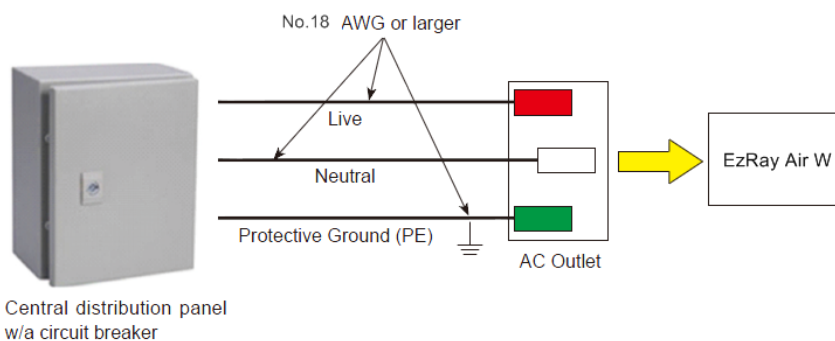 No.18 AWG or larger
Live
Neutral
Protective Ground (PE)
AC Outlet
EzRay Air W
Central distribution panel
w/a circuit breaker